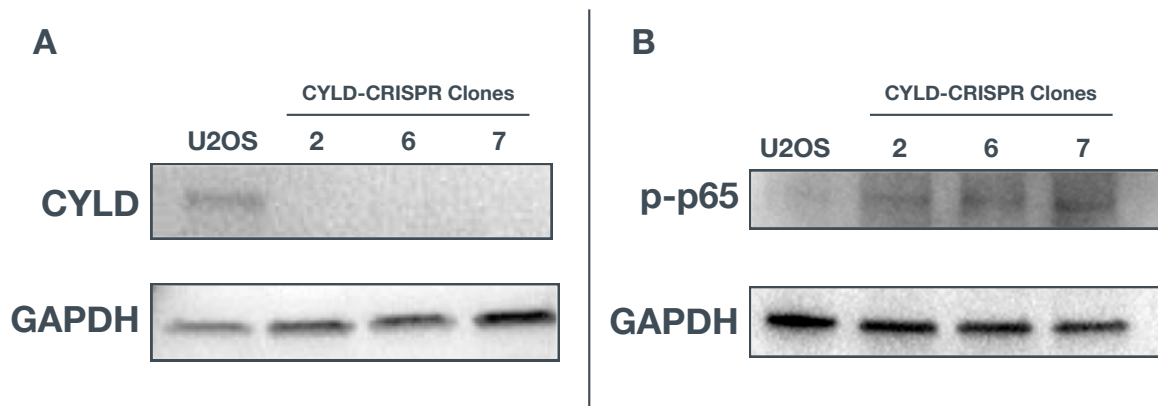 A
CYLD-CRISPR Clones
U2OS 2 6 7
CYLD
GAPDH
B
CYLD-CRISPR Clones
U2OS 2 6 7
p-p65
GAPDH